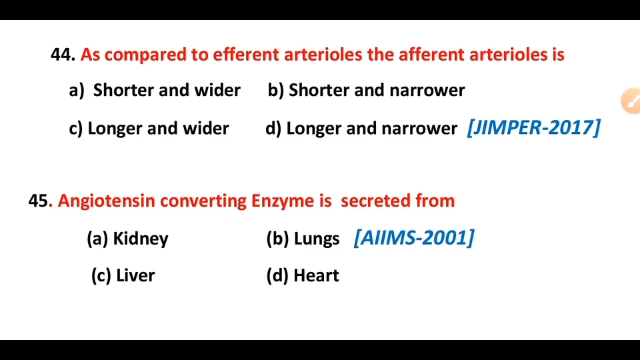 44. As compared to efferent arterioles the afferent arterioles is
a) Shorter and wider b) Shorter and narrower
c) Longer and wider d) Longer and narrower [JIMPER-2017]
45. Angiotensin converting Enzyme is secreted from
(a) Kidney (b) Lungs [AIIMS-2001]
(c) Liver (d) Heart